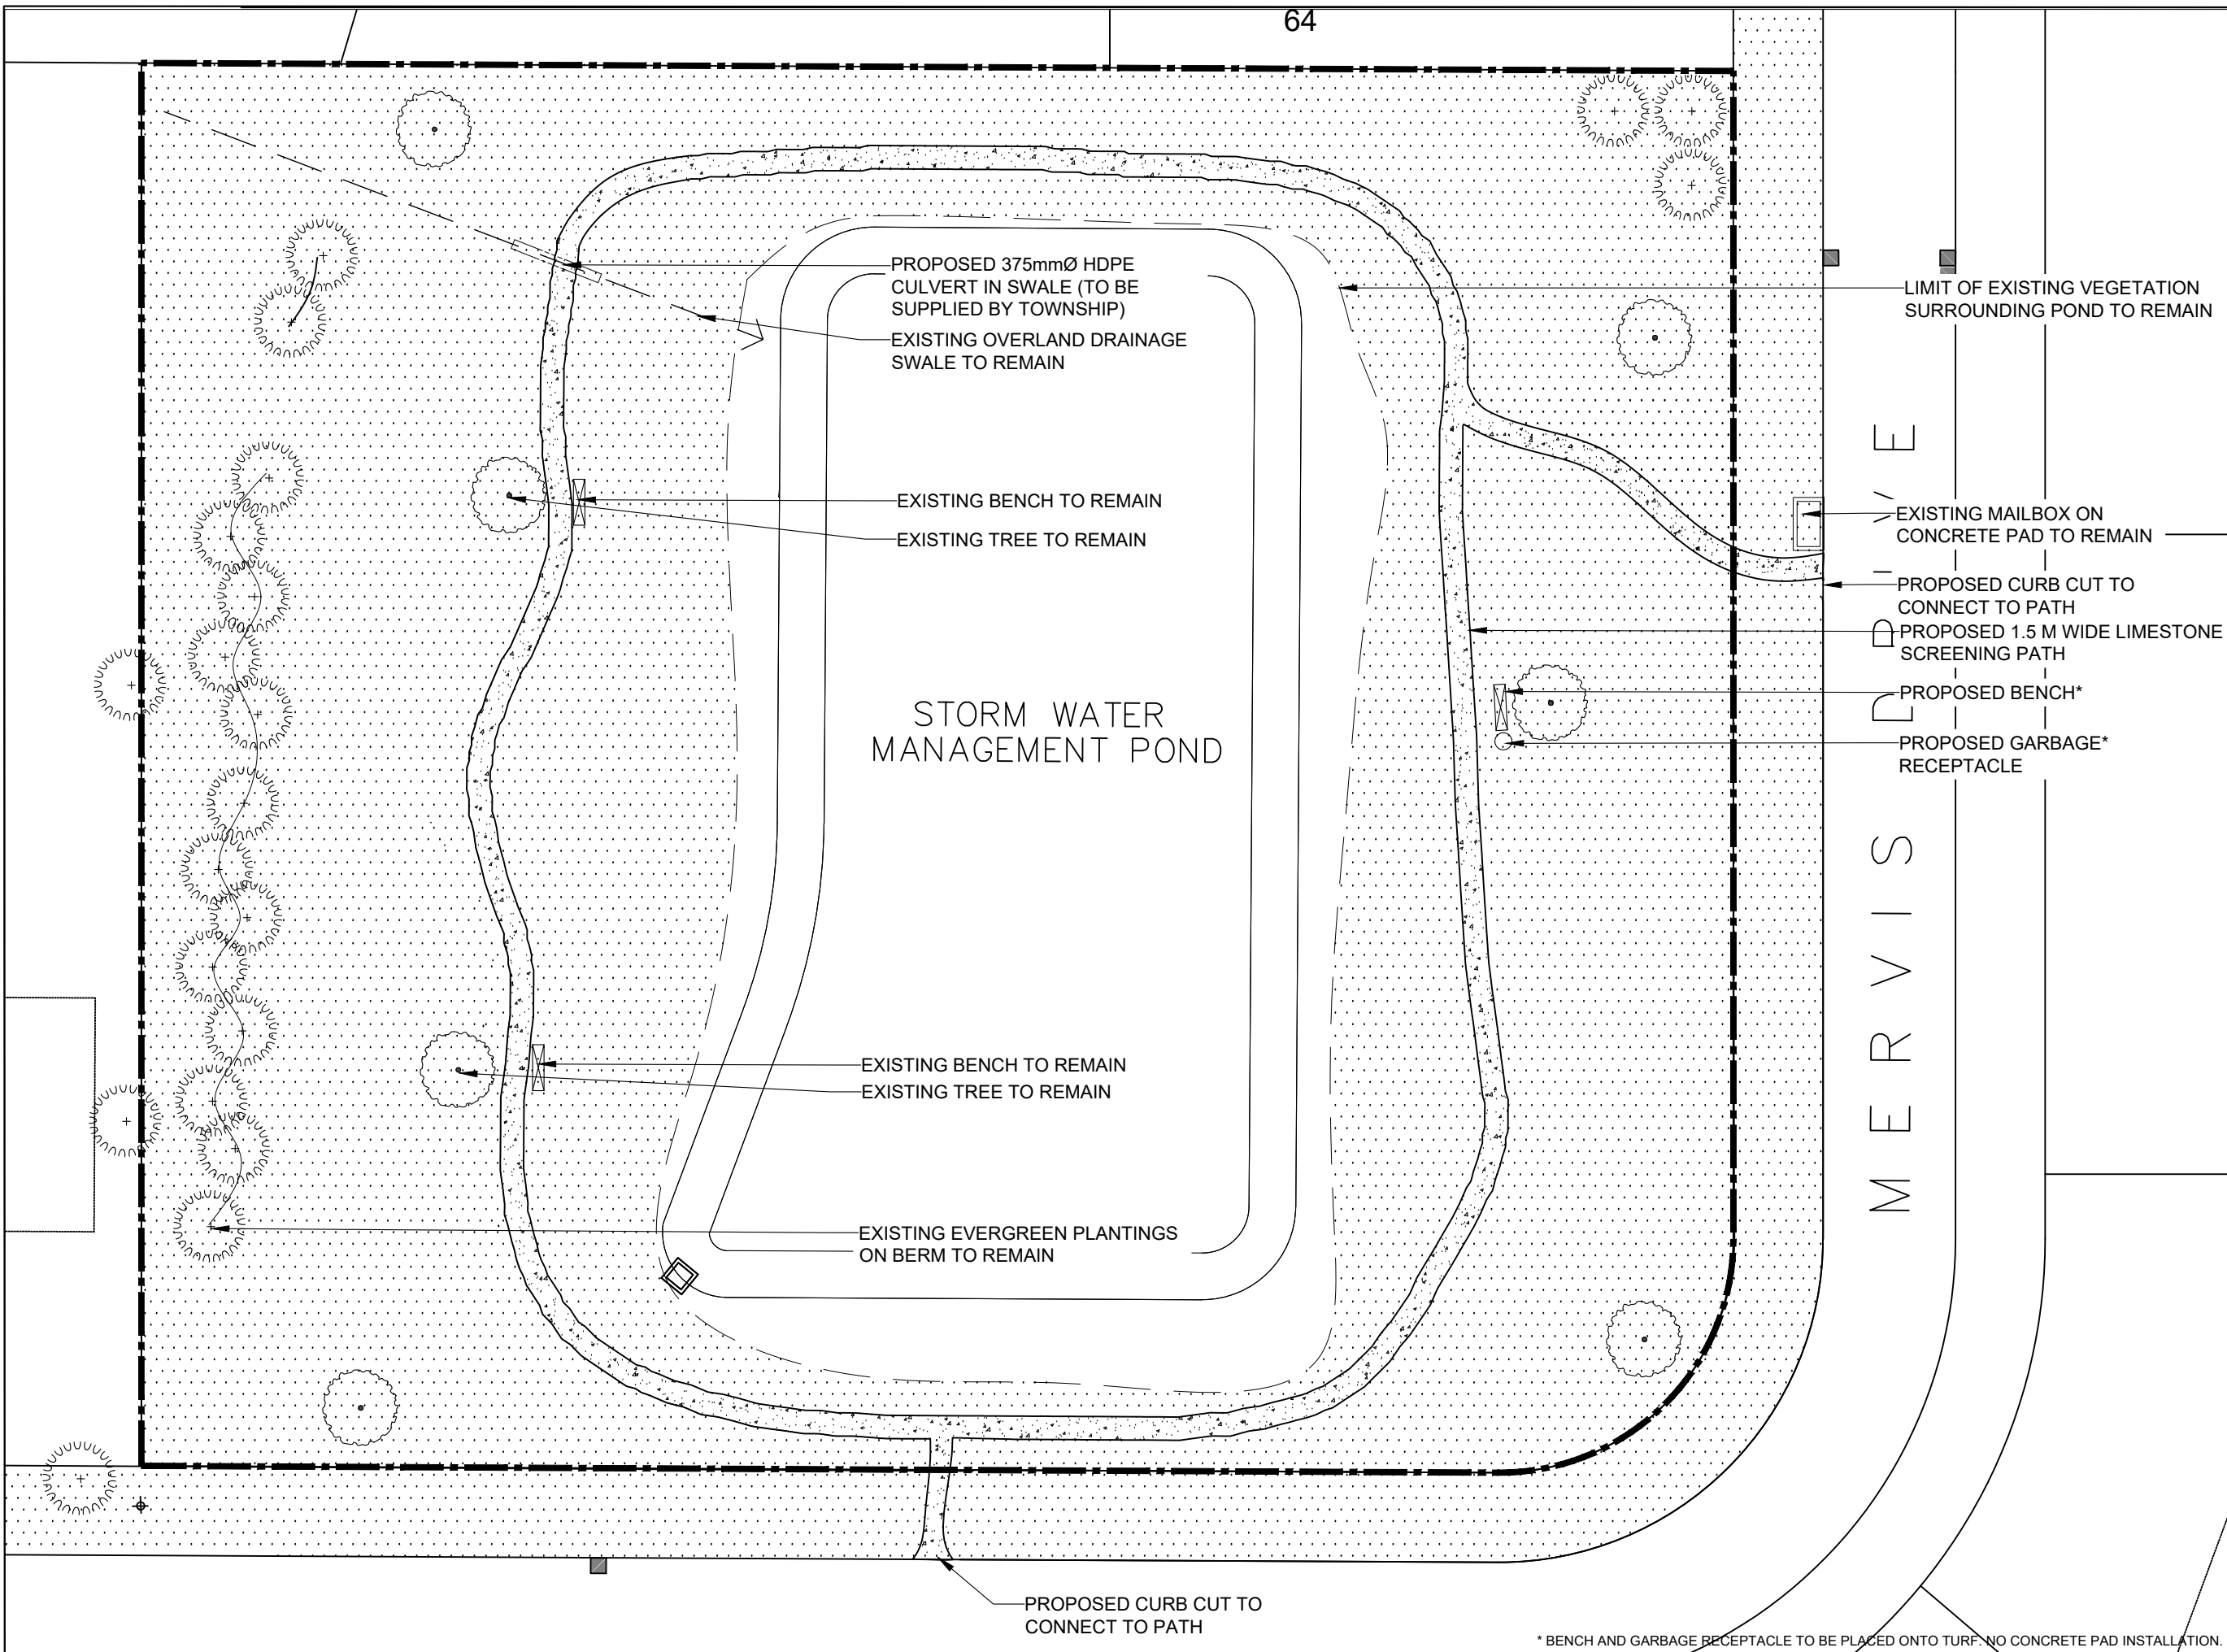 64
PROPOSED 375mmØ HDPE
CULVERT IN SWALE (TO BE
SUPPLIED BY TOWNSHIP)
EXISTING OVERLAND DRAINAGE
SWALE TO REMAIN
LIMIT OF EXISTING VEGETATION
SURROUNDING POND TO REMAIN
EXISTING BENCH TO REMAIN
EXISTING TREE TO REMAIN
EXISTING MAILBOX ON
CONCRETE PAD TO REMAIN
PROPOSED CURB CUT TO
CONNECT TO PATH
PROPOSED 1.5 M WIDE LIMESTONE
SCREENING PATH
PROPOSED BENCH*
PROPOSED GARBAGE*
RECEPTACLE
STORM WATER
MANAGEMENT POND
MERVIS DRIVE
EXISTING BENCH TO REMAIN
EXISTING TREE TO REMAIN
EXISTING EVERGREEN PLANTINGS
ON BERM TO REMAIN
PROPOSED CURB CUT TO
CONNECT TO PATH
* BENCH AND GARBAGE RECEPTACLE TO BE PLACED ONTO TURF. NO CONCRETE PAD INSTALLATION.